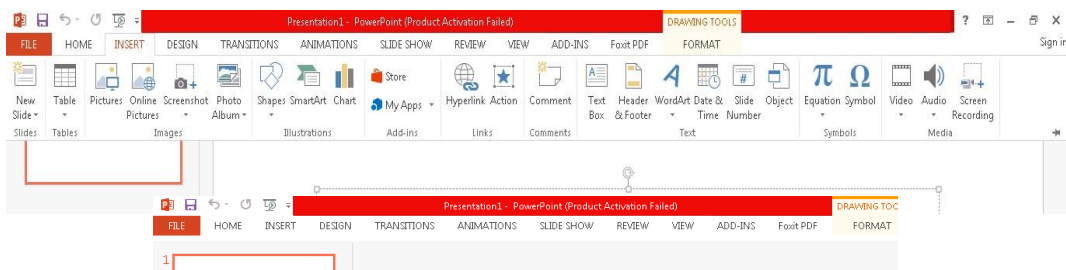 Presentation1 - PowerPoint (Product Activation Failed) DRAWING TOOLS ?
FILE HOME INSERT DESIGN TRANSITIONS ANIMATIONS SLIDE SHOW REVIEW VIEW ADD-INS Foxit PDF FORMAT Sign in
Store
My Apps
New Table Pictures Online Screenshot Photo Shapes SmartArt Chart Hyperlink Action Comment Text Header WordArt Date & Slide Object Equation Symbol Video Audio Screen
Slide Pictures Album Box & Footer Time Number Recording
Slides Tables Images Illustrations Add-ins Links Comments Text Symbols Media
Presentation1 - PowerPoint (Product Activation Failed) DRAWING TOO
FILE HOME INSERT DESIGN TRANSITIONS ANIMATIONS SLIDE SHOW REVIEW VIEW ADD-INS Foxit PDF FORMAT
1